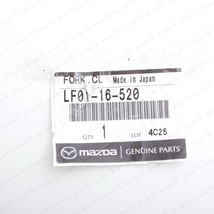 FORK.CL Made in Japan
LF01-16-520
QTY 1 LOT 4C25
mazda GENUINE PARTS